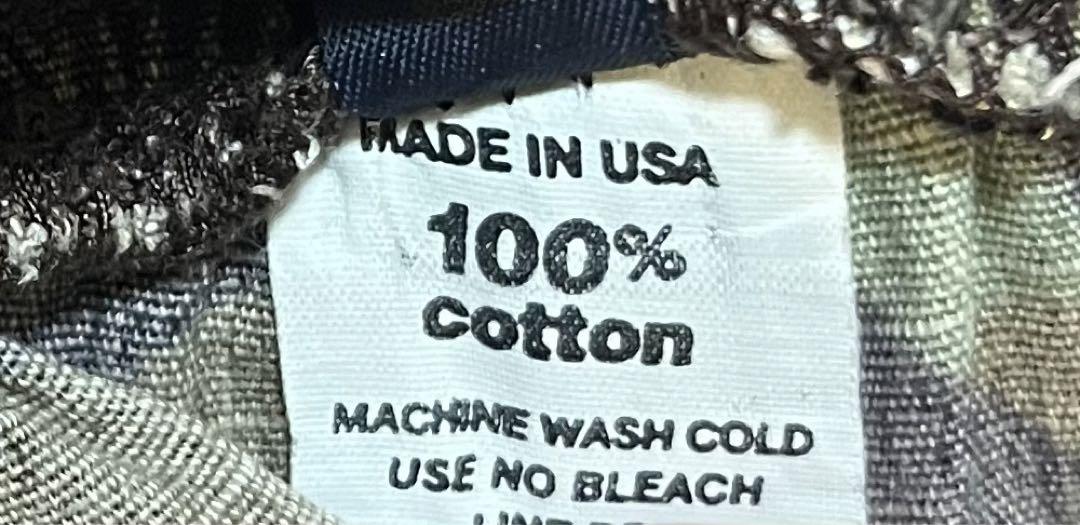 MADE IN USA
100%
cotton
MACHINE WASH COLD
USE NO BLEACH